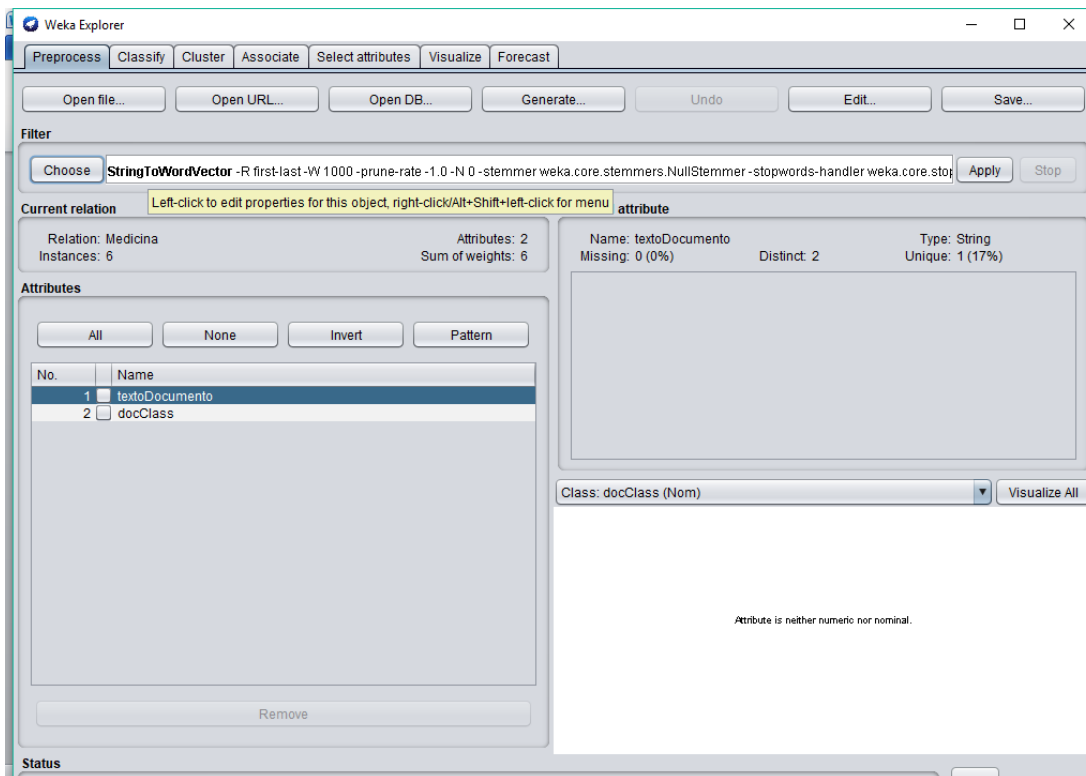 Weka Explorer
Preprocess Classify Cluster Associate Select attributes Visualize Forecast
Open file... Open URL... Open DB... Generate... Undo Edit... Save...
Filter
Choose StringToWordVector -R first-last -W 1000 -prune-rate -1.0 -N 0 -stemmer weka.core.stemmers.NullStemmer -stopwords-handler weka.core.stop Apply Stop
Left-click to edit properties for this object, right-click/Alt+Shift+left-click for menu
Current relation
Relation: Medicina Attributes: 2
Instances: 6 Sum of weights: 6
attribute
Name: textoDocumento Type: String
Missing: 0 (0%) Distinct: 2 Unique: 1 (17%)
Attributes
All None Invert Pattern
No. Name
1 textoDocumento
2 docClass
Remove
Class: docClass (Nom) Visualize All
Attribute is neither numeric nor nominal.
Status